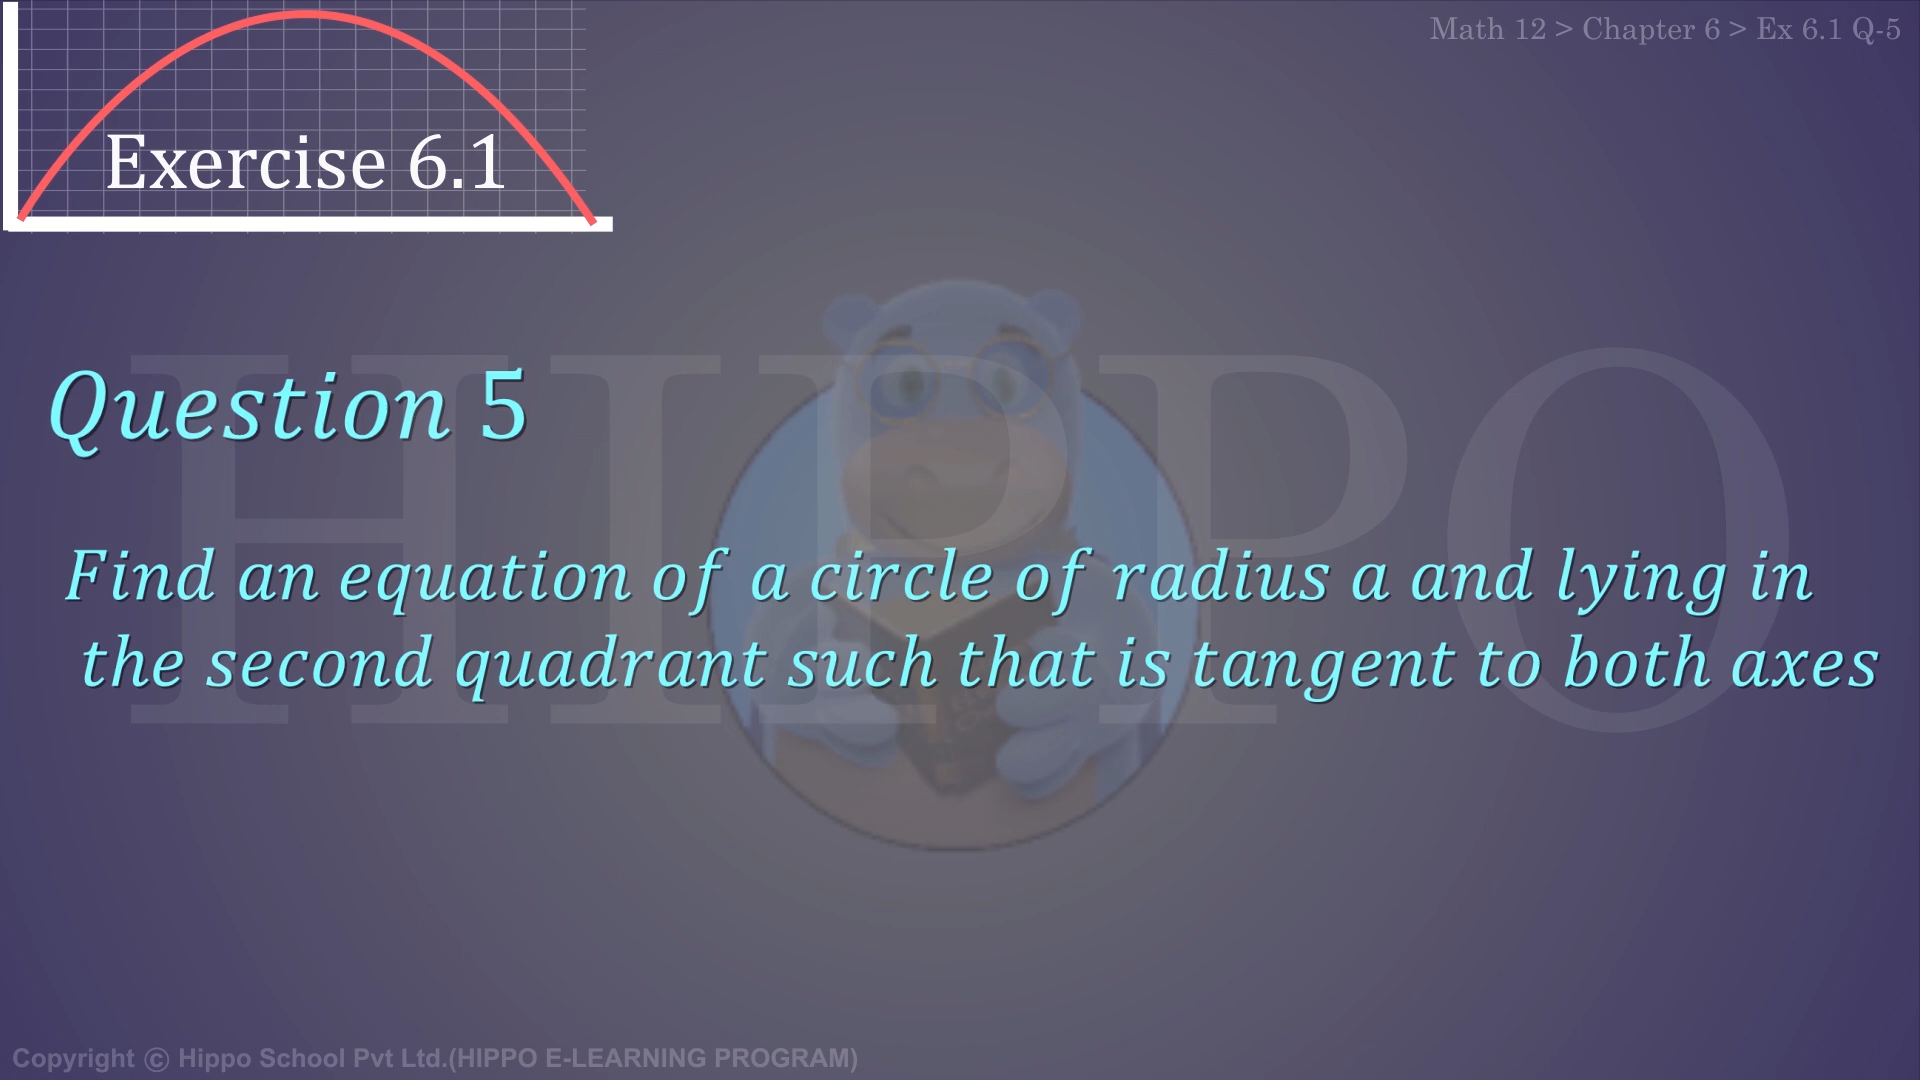 Math 12 > Chapter 6 > Ex 6.1 Q-5
Exercise 6.1
HIPPO
Question 5
Find an equation of a circle of radius a and lying in
the second quadrant such that is tangent to both axes
Copyright © Hippo School Pvt Ltd.(HIPPO E-LEARNING PROGRAM)